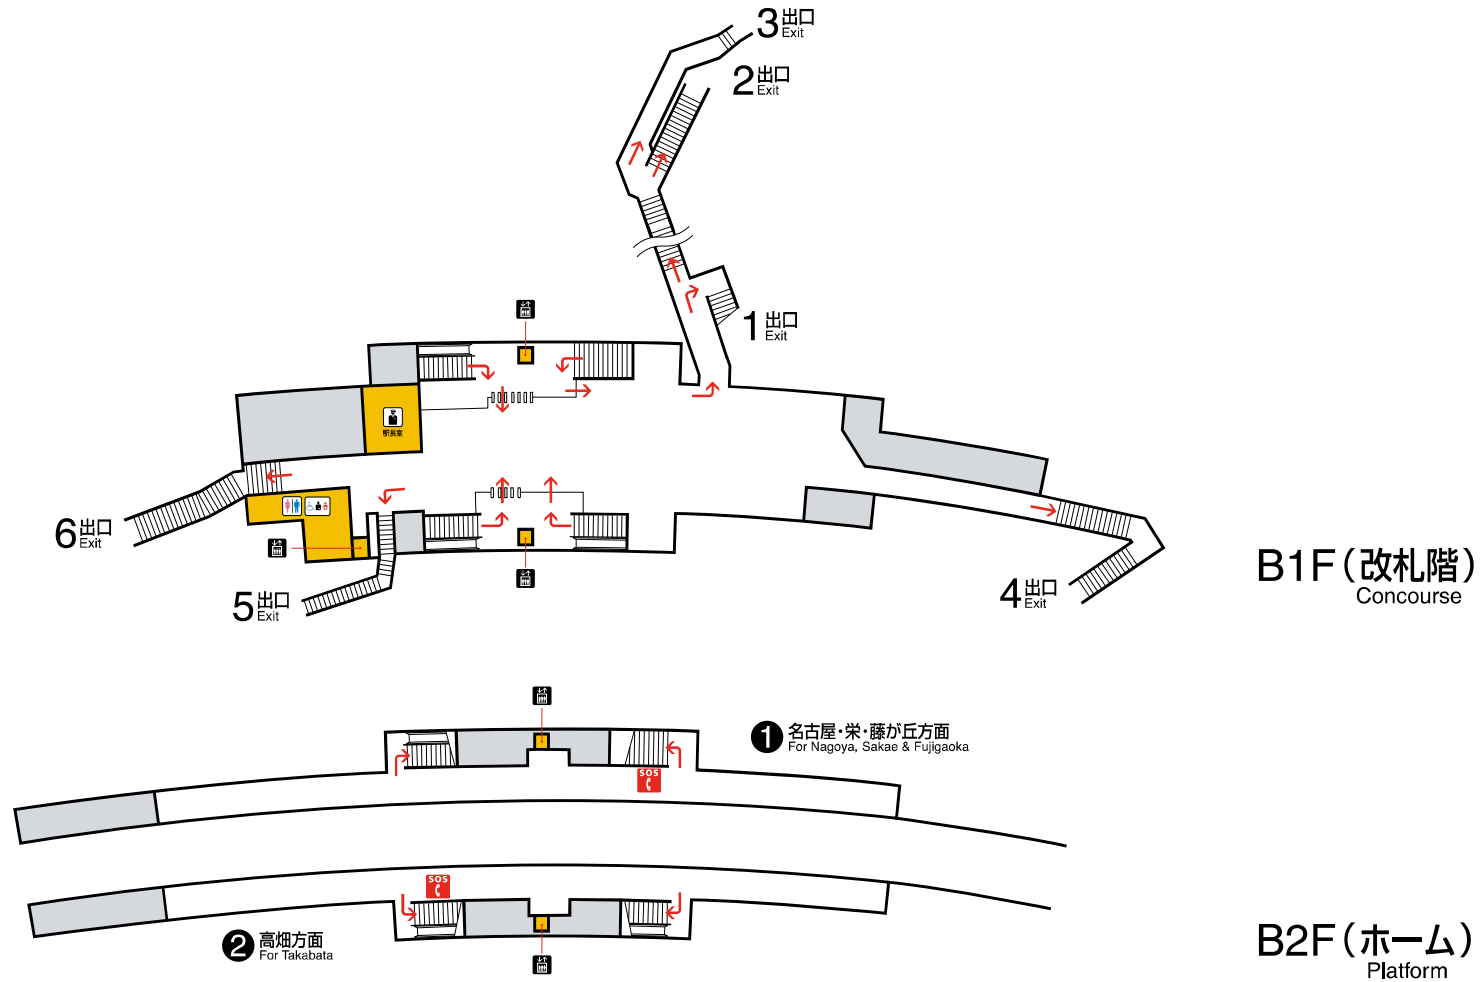 3 出口
Exit
2 出口
Exit
1 出口
Exit
駅長室
6 出口
Exit
5 出口
Exit
4 出口
Exit
B1F(改札階)
Concourse
1 名古屋・栄・藤が丘方面
For Nagoya, Sakae & Fujigaoka
SOS
SOS
2 高畑方面
For Takabata
B2F(ホーム)
Platform